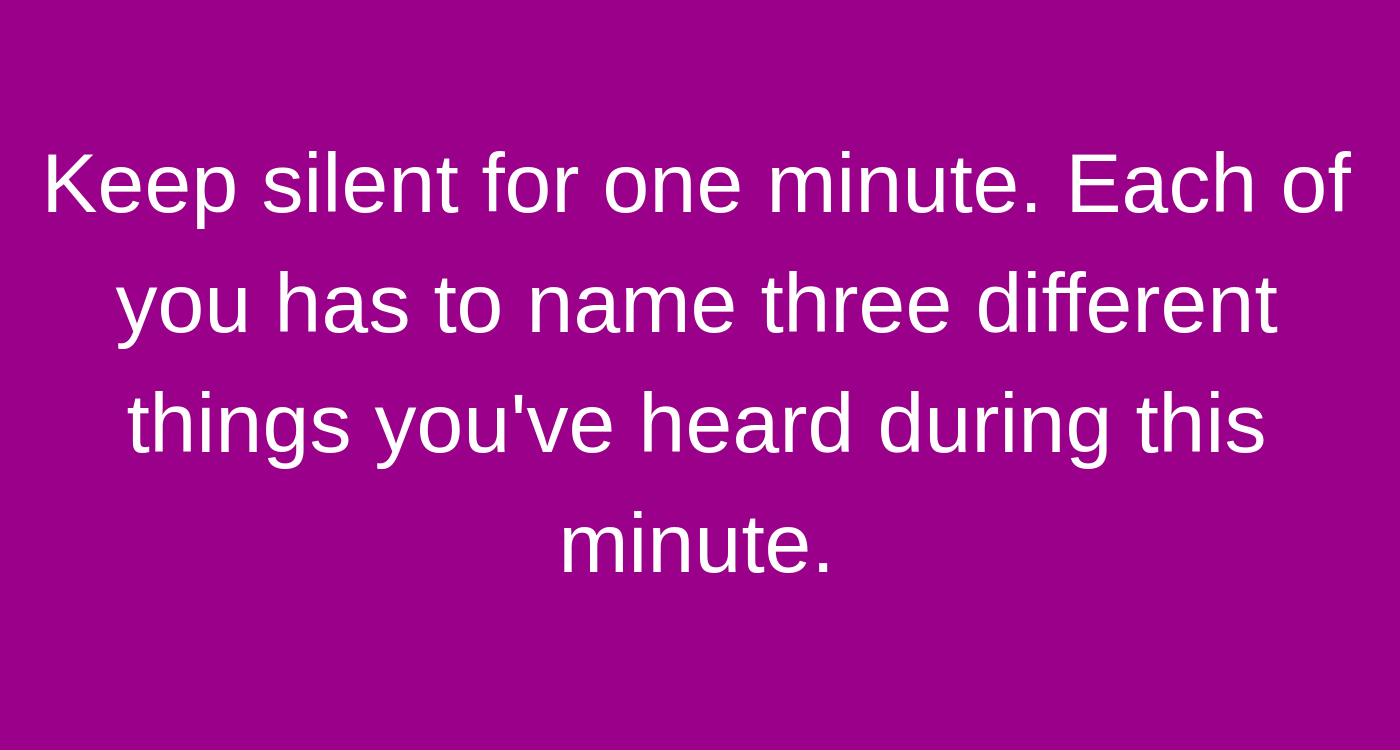 Keep silent for one minute. Each of
you has to name three different
things you've heard during this
minute.